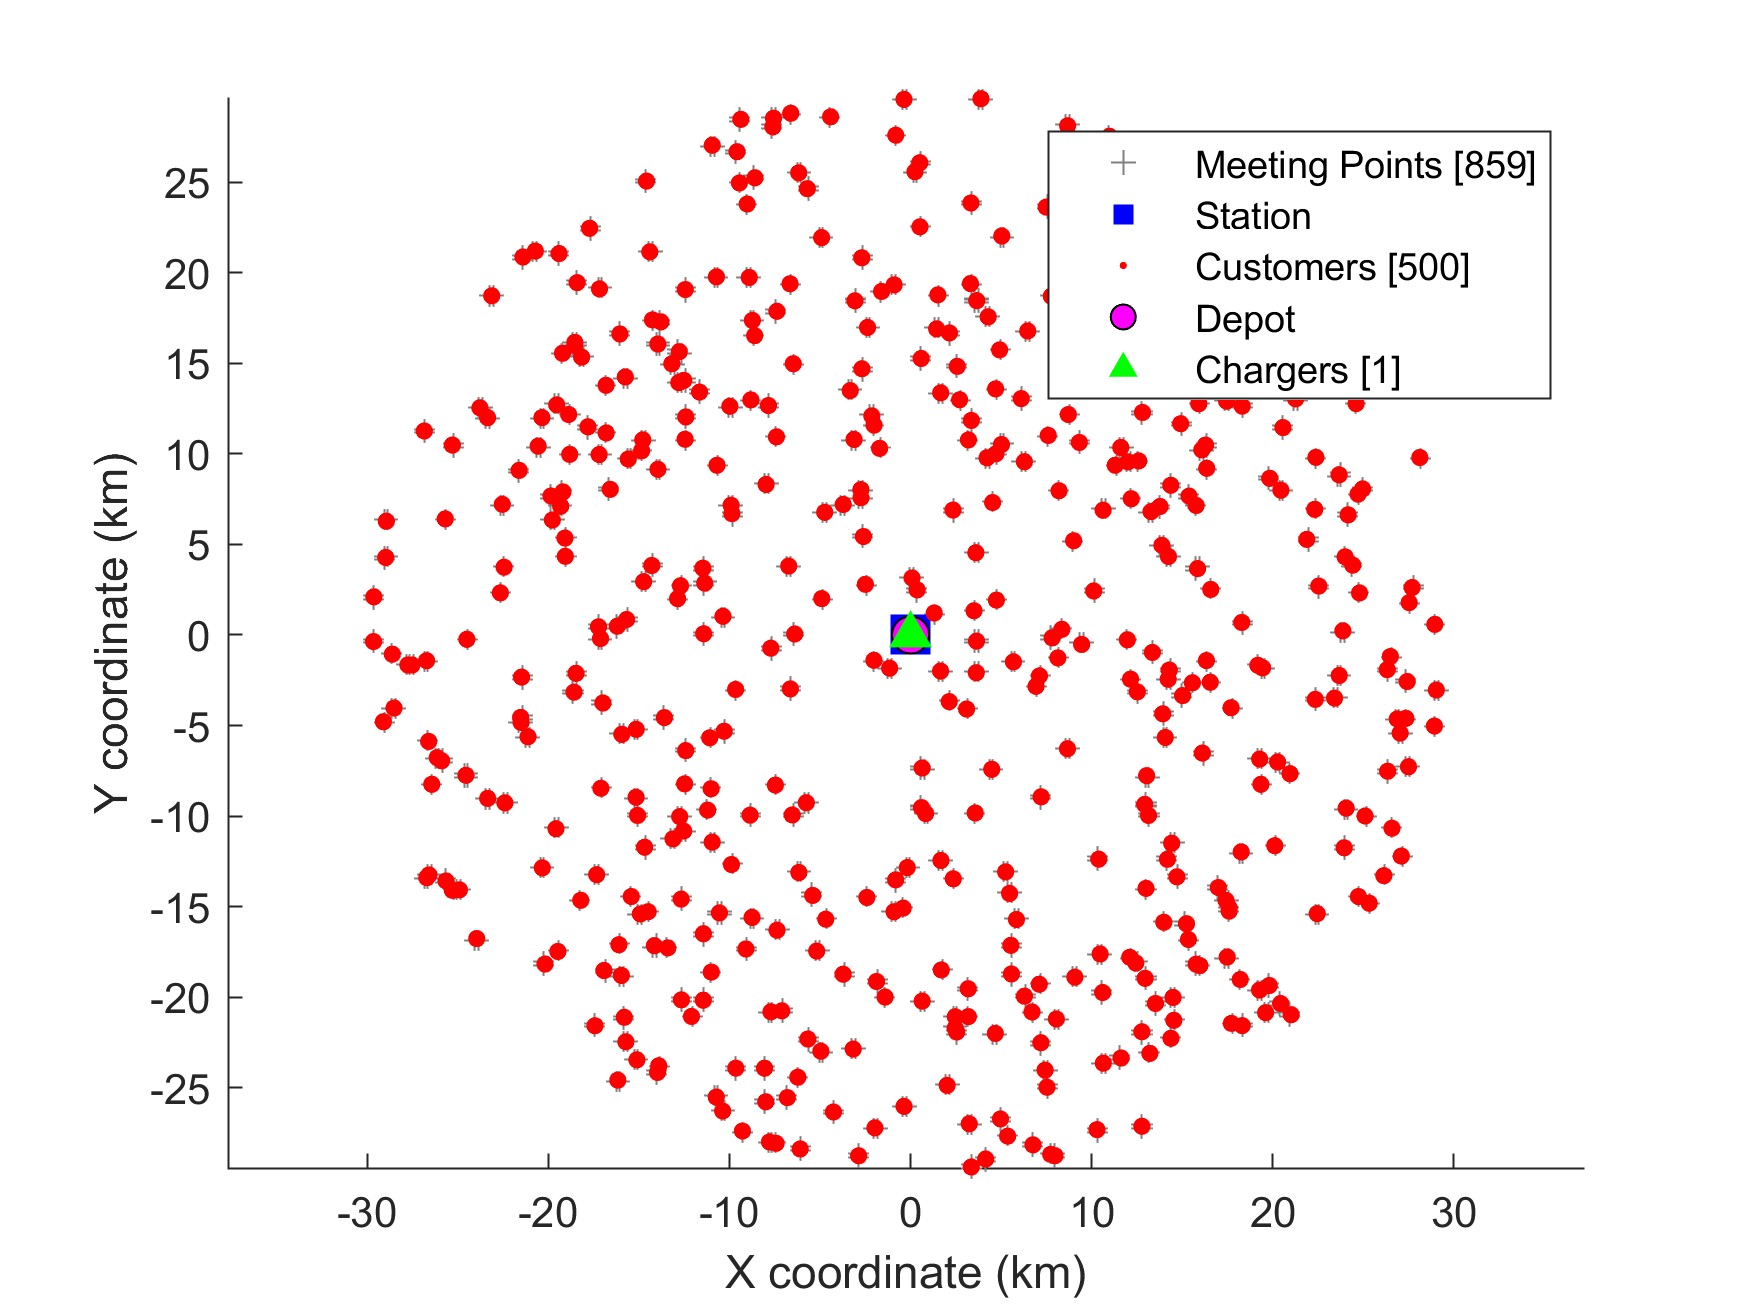 Meeting Points [859]
Station
Customers [500]
Depot
Chargers [1]
25
20
15
10
5
0
-5
-10
-15
-20
-25
Y coordinate (km)
-30 -20 -10 0 10 20 30
X coordinate (km)